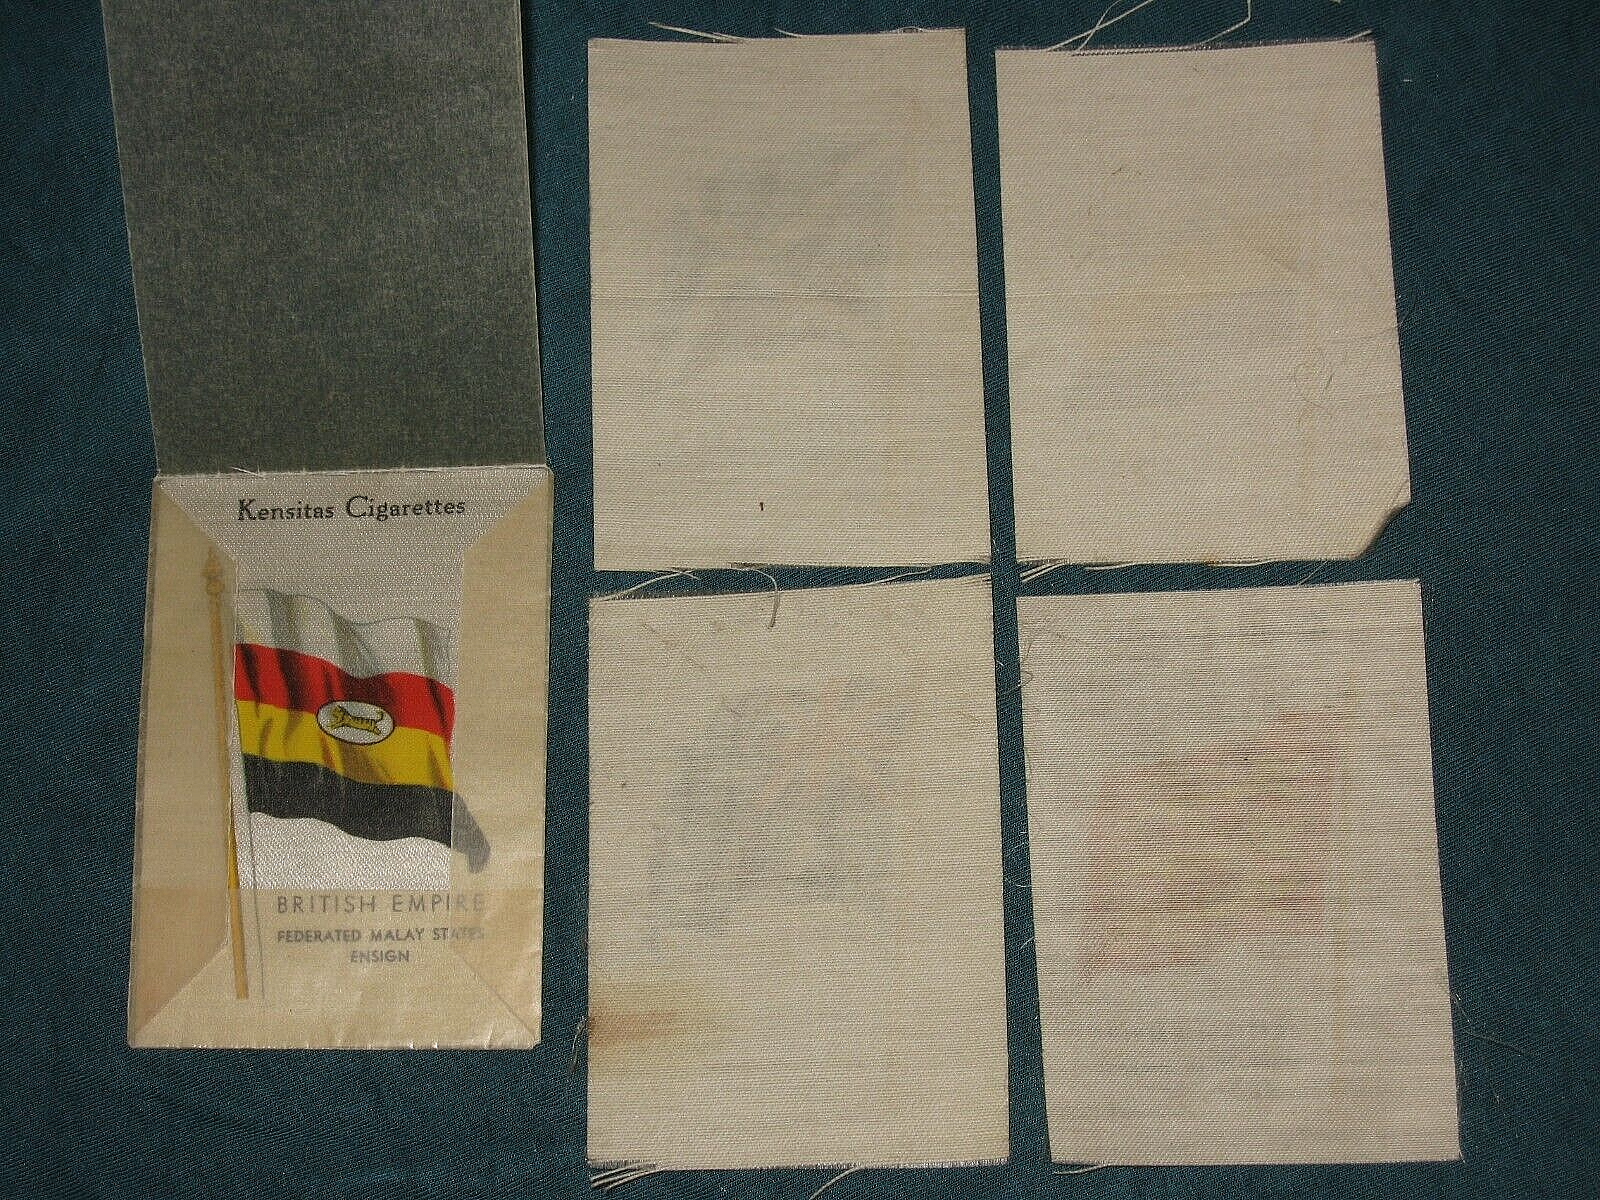 Kensitas Cigarettes
BRITISH EMPIRE
FEDERATED MALAY STATES
ENSIGN